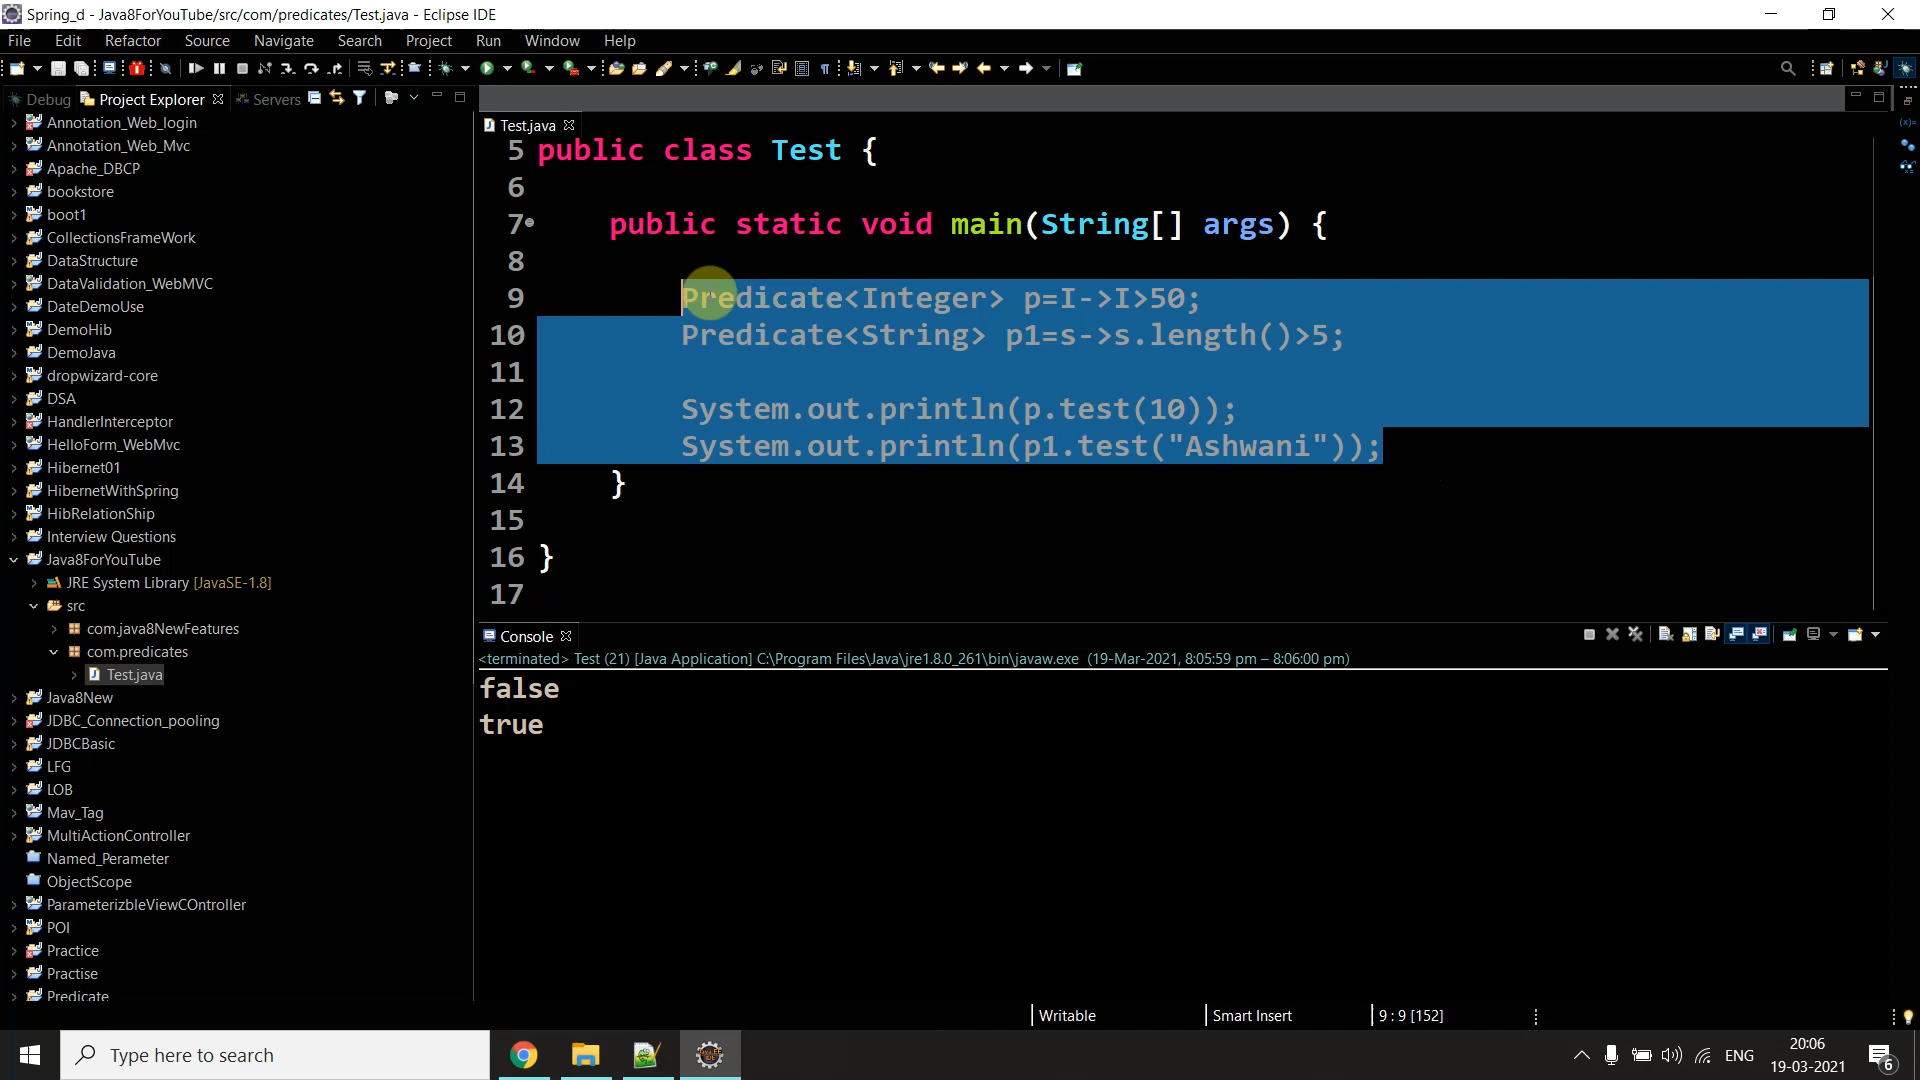 Spring_d - Java8ForYouTube/src/com/predicates/Test.java - Eclipse IDE
File Edit Refactor Source Navigate Search Project Run Window Help
Debug Project Explorer Servers
Annotation_Web_login
Annotation_Web_Mvc
Apache_DBCP
bookstore
boot1
CollectionsFrameWork
DataStructure
DataValidation_WebMVC
DateDemoUse
DemoHib
DemoJava
dropwizard-core
DSA
HandlerInterceptor
HelloForm_WebMvc
Hibernet01
HibernetWithSpring
HibRelationShip
Interview Questions
Java8ForYouTube
JRE System Library [JavaSE-1.8]
src
com.java8NewFeatures
com.predicates
Test.java
Java8New
JDBC_Connection_pooling
JDBCBasic
LFG
LOB
Mav_Tag
MultiActionController
Named_Perameter
ObjectScope
ParameterizbleViewCOntroller
POI
Practice
Practise
Predicate
Test.java
5 public class Test {
6
7 public static void main(String[] args) {
8
9 Predicate<Integer> p=I->I>50;
10 Predicate<String> p1=s->s.length()>5;
11
12 System.out.println(p.test(10));
13 System.out.println(p1.test("Ashwani"));
14 }
15
16 }
17
Console
<terminated> Test (21) [Java Application] C:\Program Files\Java\jre1.8.0_261\bin\javaw.exe (19-Mar-2021, 8:05:59 pm – 8:06:00 pm)
false
true
Writable Smart Insert 9 : 9 [152]
Type here to search
ENG
20:06
19-03-2021
6